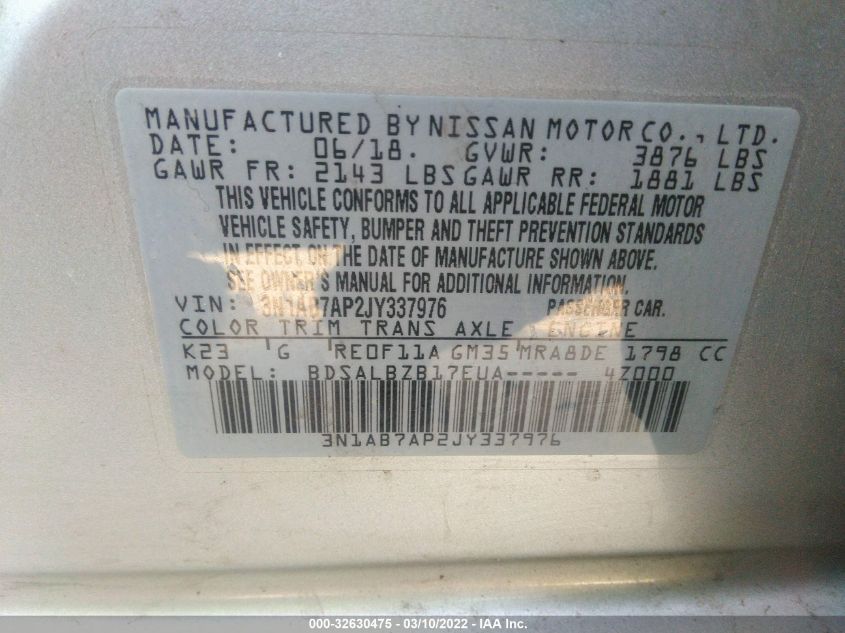 MANUFACTURED BY NISSAN MOTOR CO., LTD.
DATE: 06/18. GVWR: 3876 LBS
GAWR FR: 2143 LBS GAWR RR: 1881 LBS
THIS VEHICLE CONFORMS TO ALL APPLICABLE FEDERAL MOTOR
VEHICLE SAFETY, BUMPER AND THEFT PREVENTION STANDARDS
IN EFFECT ON THE DATE OF MANUFACTURE SHOWN ABOVE.
SEE OWNER'S MANUAL FOR ADDITIONAL INFORMATION.
VIN: 3N1AB7AP2JY337976 PASSENGER CAR.
COLOR TRIM TRANS AXLE ENGINE
K23 G RE0F11A GM35 MRA8DE 1798 CC
MODEL: BDSALBZB17EUA----- 4Z000
3N1AB7AP2JY337976
000-32630475 - 03/10/2022 - IAA Inc.